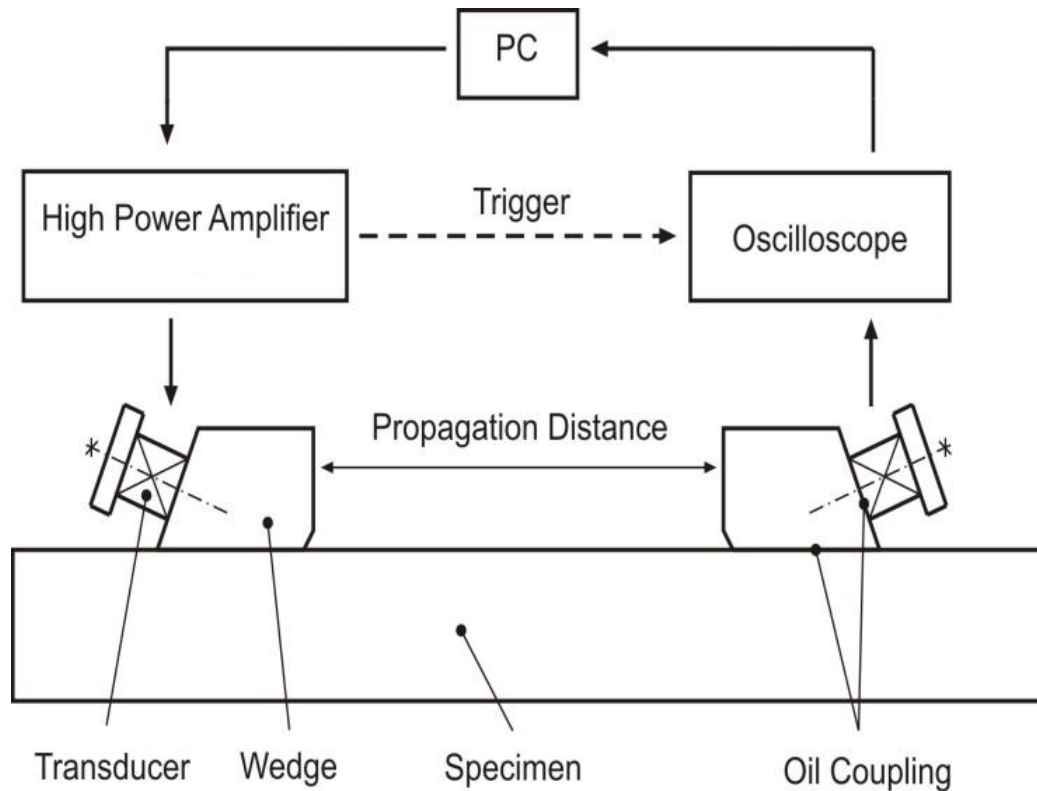 PC
High Power Amplifier
Trigger
Oscilloscope
Propagation Distance
Transducer
Wedge
Specimen
Oil Coupling